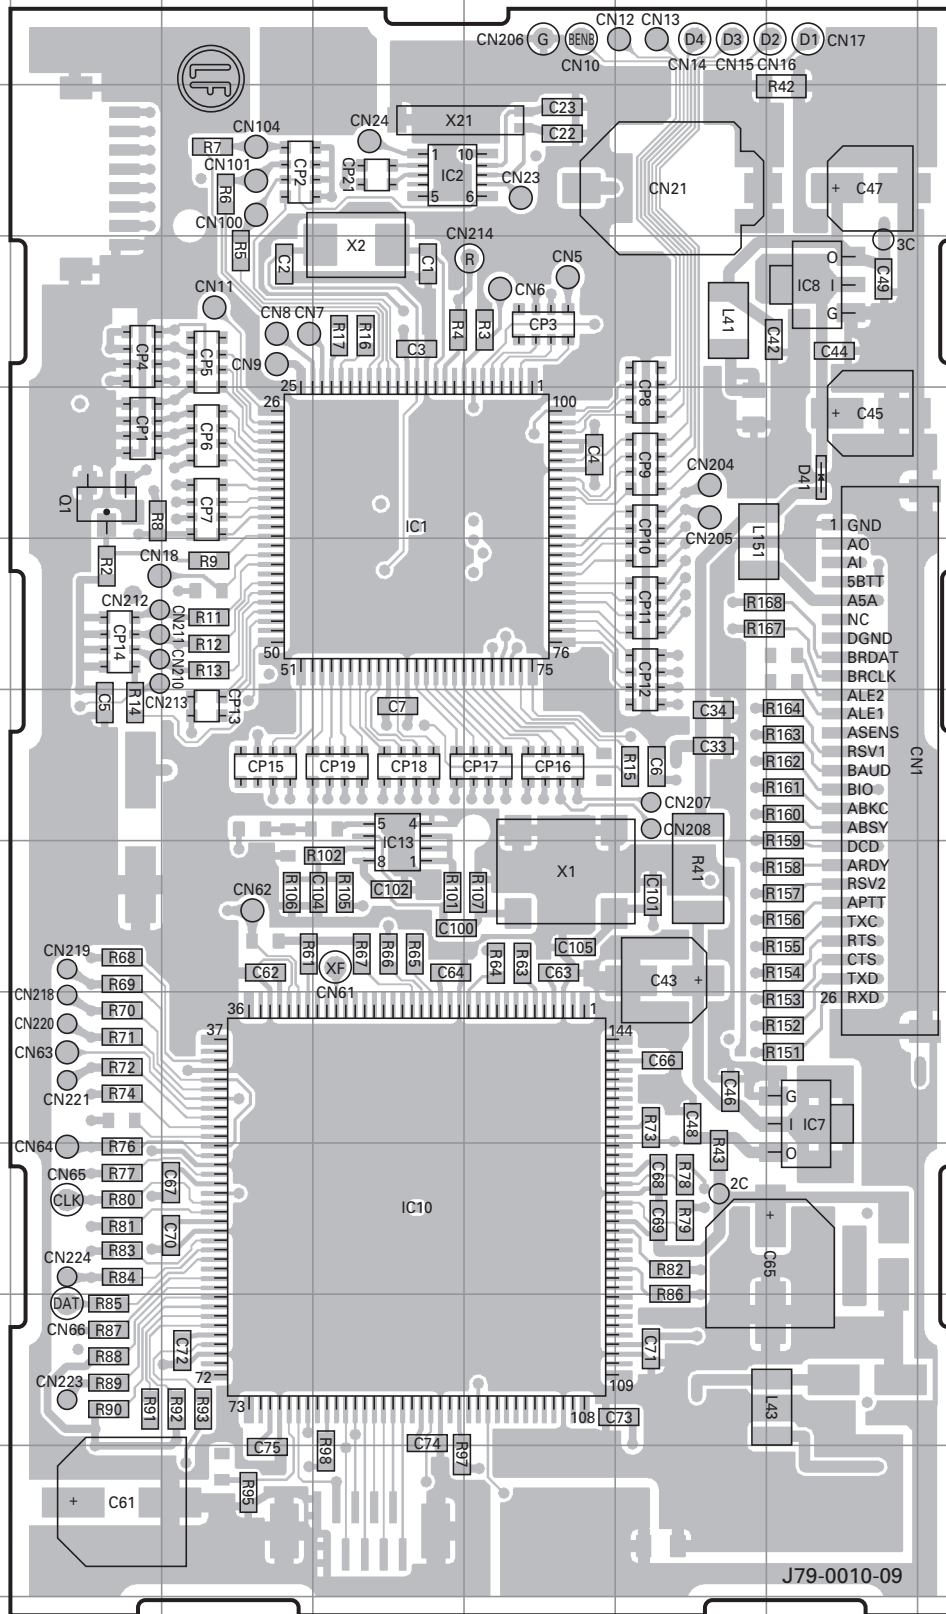 CN12 CN13
CN206 G BENB D4 D3 D2 D1 CN17
CN10 CN14 CN15 CN16
LF
R42
C23
X21
CN24
C22
CN104
R7
1 10
CN101
CP2
CP21
IC2
CN21
C47
+
R6
5 6
CN23
CN100
3C
R5
X2
CN214
R
O
C2
C1
CN5
IC8 I
C49
CN6
G
CN11
L41
CN8 CN7
R17 R16
R4 R3
CP3
C42
C44
CP4
CP5
C3
CN9
25 1
26 100
CP8
CP1
CP6
+ C45
C4
CP9
CN204
D41
Q1
CP7
R8
IC1
CN205
CP10
L151
1 GND
AO
AI
R2
CN18
R9
5BTT
A5A
CN212
CN211
R11
CP11
R168
NC
CP14
R12
R167
DGND
BRDAT
CN210
R13
50 76
51 75
BRCLK
CP12
ALE2
C5
R14
CN213
CP13
C7
C34
R164
ALE1
R163
ASENS
C33
RSV1
CP15 CP19 CP18 CP17 CP16
R15 C6
R162
BAUD
CN1
R161
BIO
CN207
R160
ABKC
5 4
CN208
ABSY
IC13
R159
DCD
R102
8 1
X1
R41
R158
ARDY
R106 C104 R105
C102
R101 R107
C101
R157
RSV2
CN62
APTT
C100
R156
TXC
R61
R67 R66 R65
C105
R155
RTS
CN219
R68
C62
XF
C64
R64 R63 C63
CTS
R69
CN61
C43 +
R154
TXD
CN218
R153
26 RXD
R70
36 1
R152
CN220
R71
37 144
CN63
C66
R151
R72
CN221
R74
C46
G
C48
I IC7
CN64
R76
R73
R43
O
CN65
R77
C67
C68 R78
2C
CLK
R80
IC10
+
R81
C70
C69 R79
R83
C65
CN224
R84
R82
DAT
R85
R86
CN66
R87
C72
C71
R88
CN223
R89
72 109
R90
R91 R92 R93
73 108
C73
L43
C75
R98
C74
R97
R95
+ C61
J79-0010-09